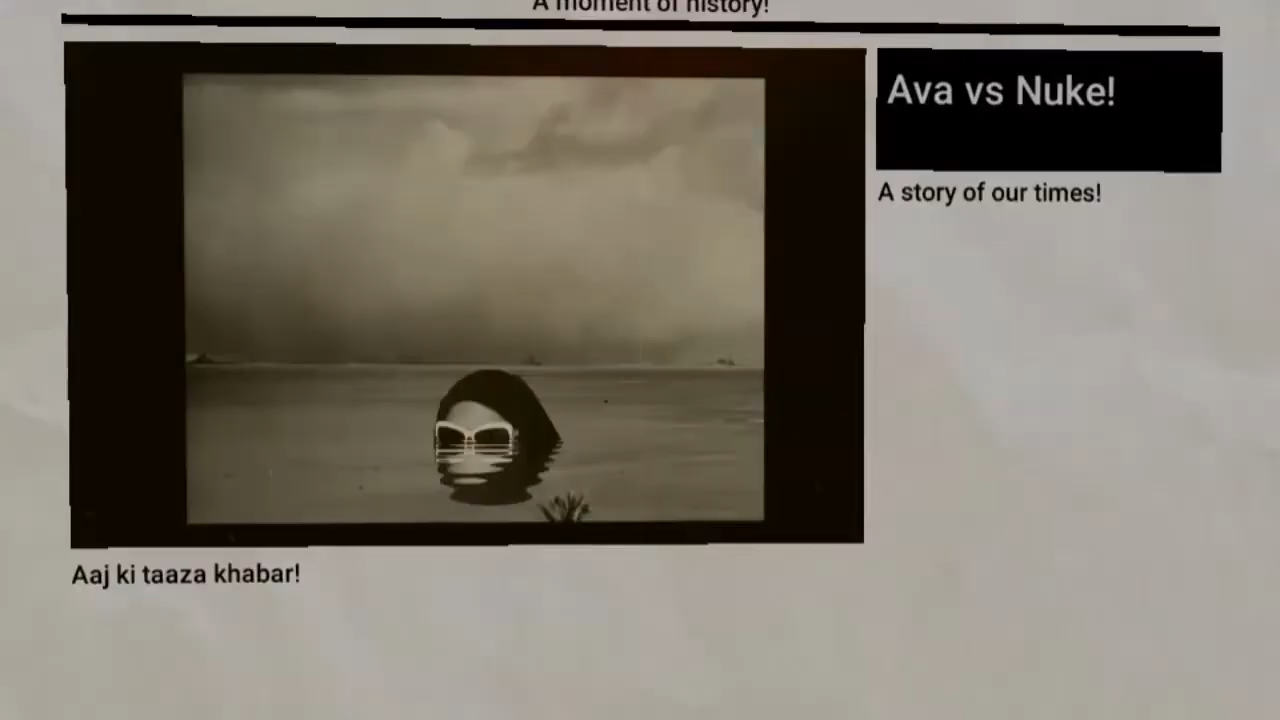 A moment of history!
Ava vs Nuke!
A story of our times!
Aaj ki taaza khabar!